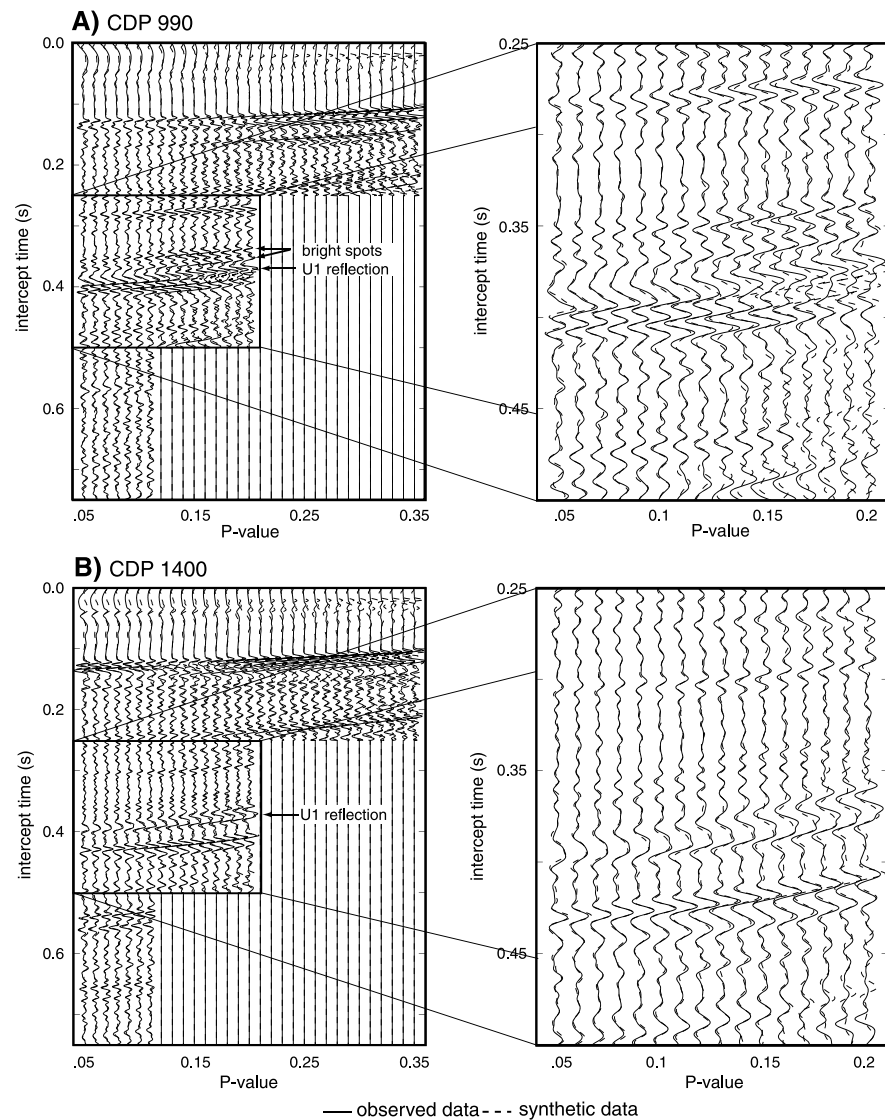 A) CDP 990
0.0
0.2
0.4
0.6
intercept time (s)
bright spots
U1 reflection
.05 0.15 0.25 0.35
P-value
0.25
0.35
0.45
intercept time (s)
.05 0.1 0.15 0.2
P-value
B) CDP 1400
0.0
0.2
0.4
0.6
intercept time (s)
U1 reflection
.05 0.15 0.25 0.35
P-value
0.25
0.35
0.45
intercept time (s)
.05 0.1 0.15 0.2
P-value
observed data --- synthetic data